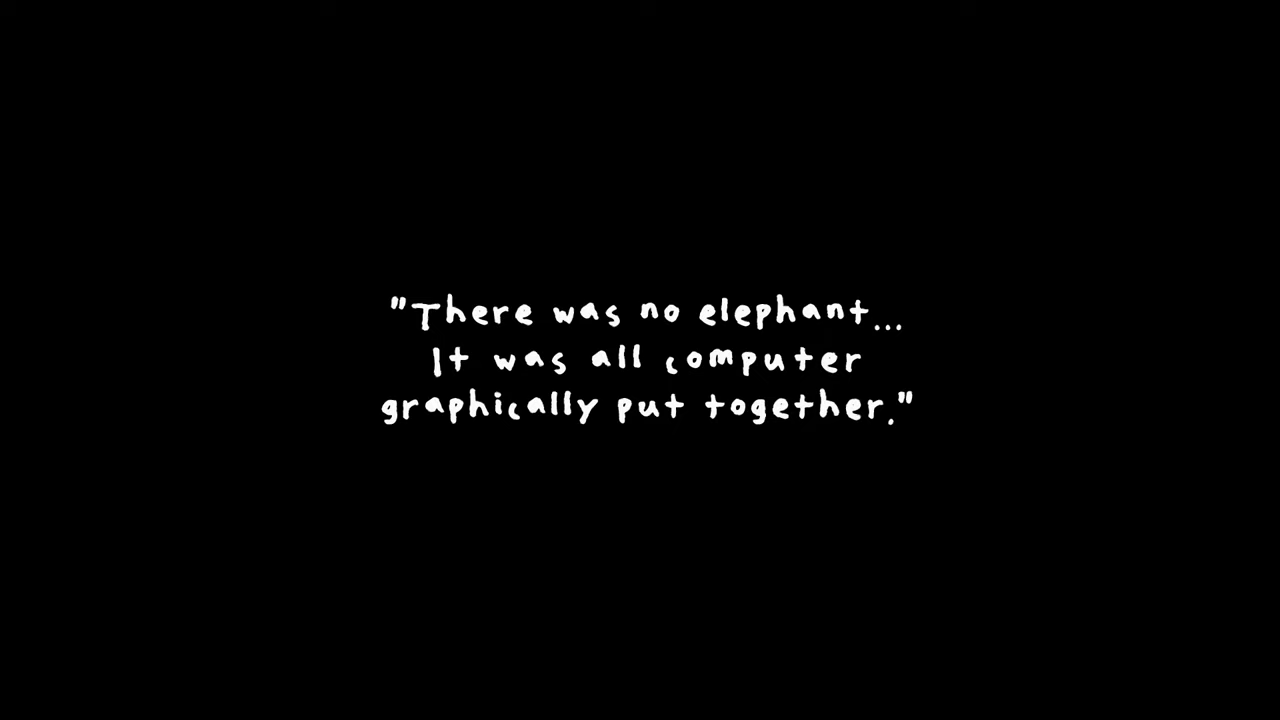 "There was no elephant...
It was all computer
graphically put together."